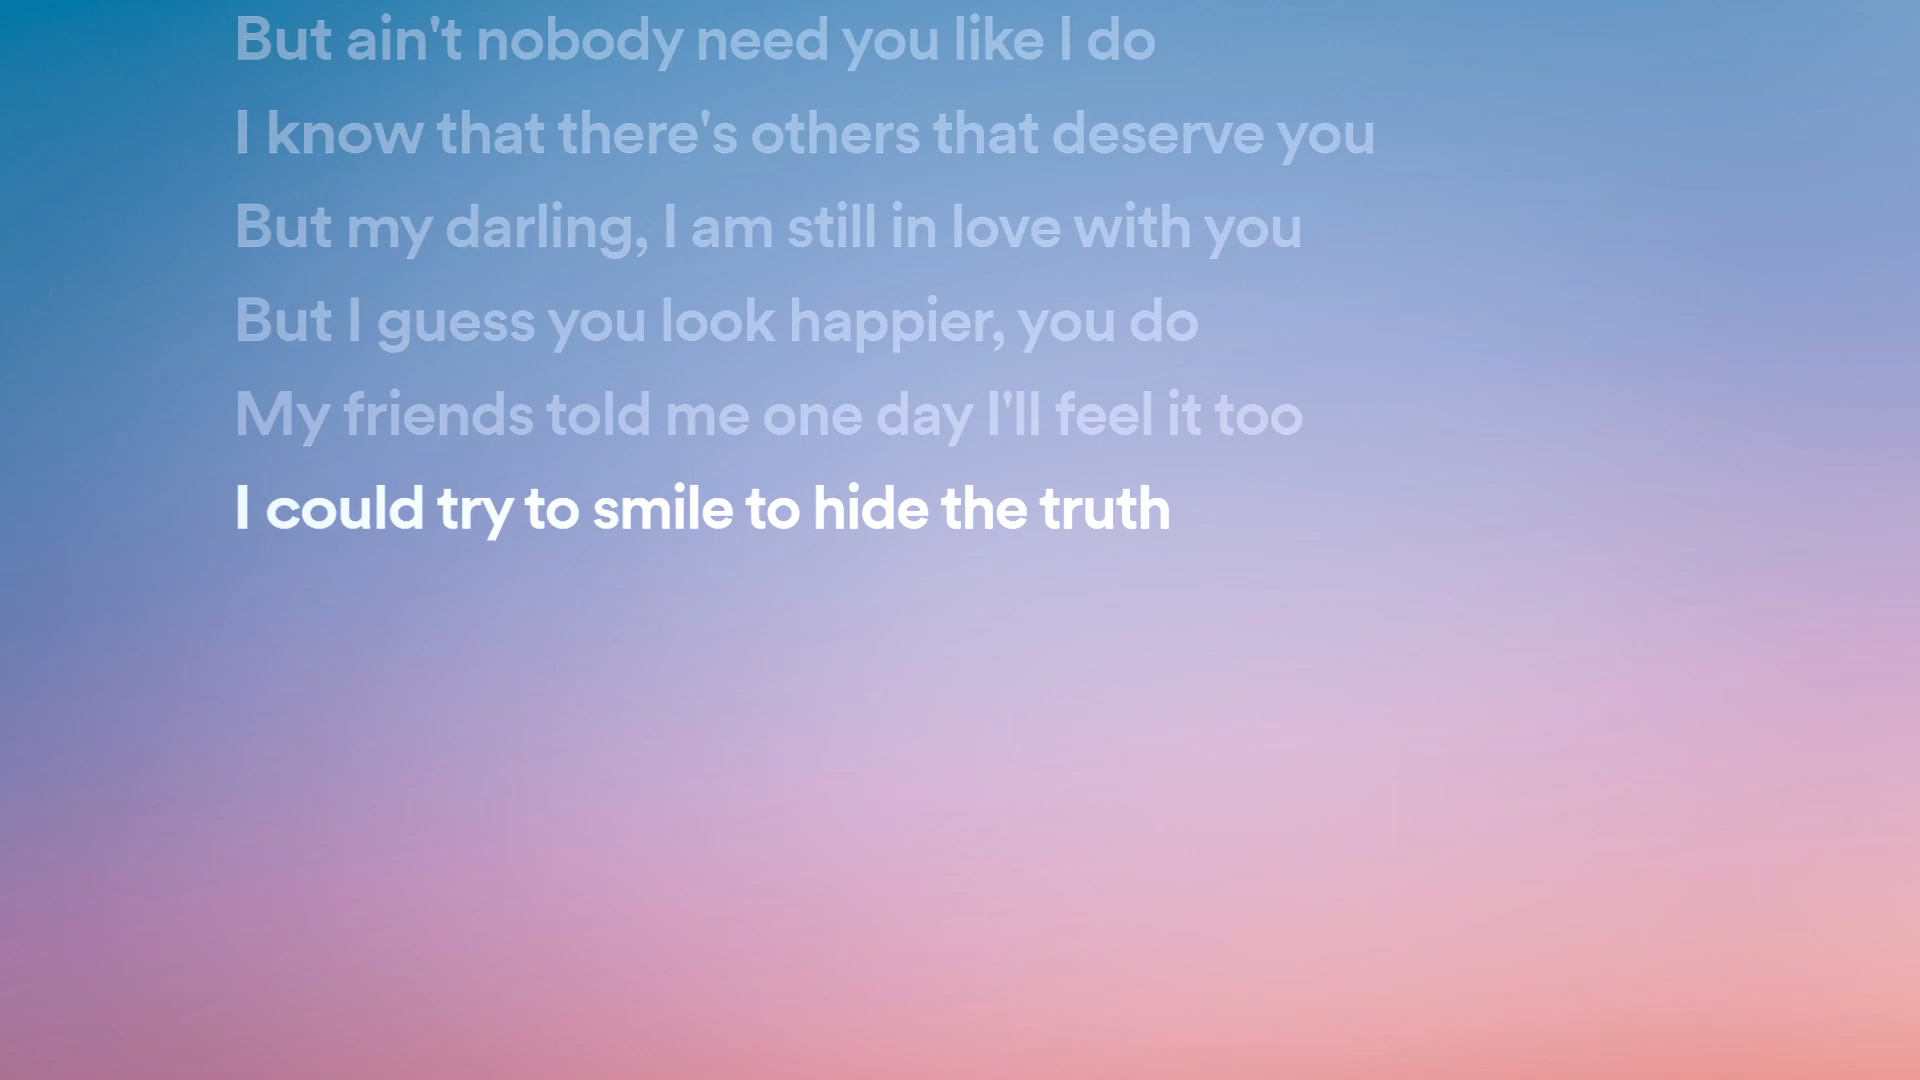 But ain't nobody need you like I do
I know that there's others that deserve you
But my darling, I am still in love with you
But I guess you look happier, you do
My friends told me one day I'll feel it too
I could try to smile to hide the truth